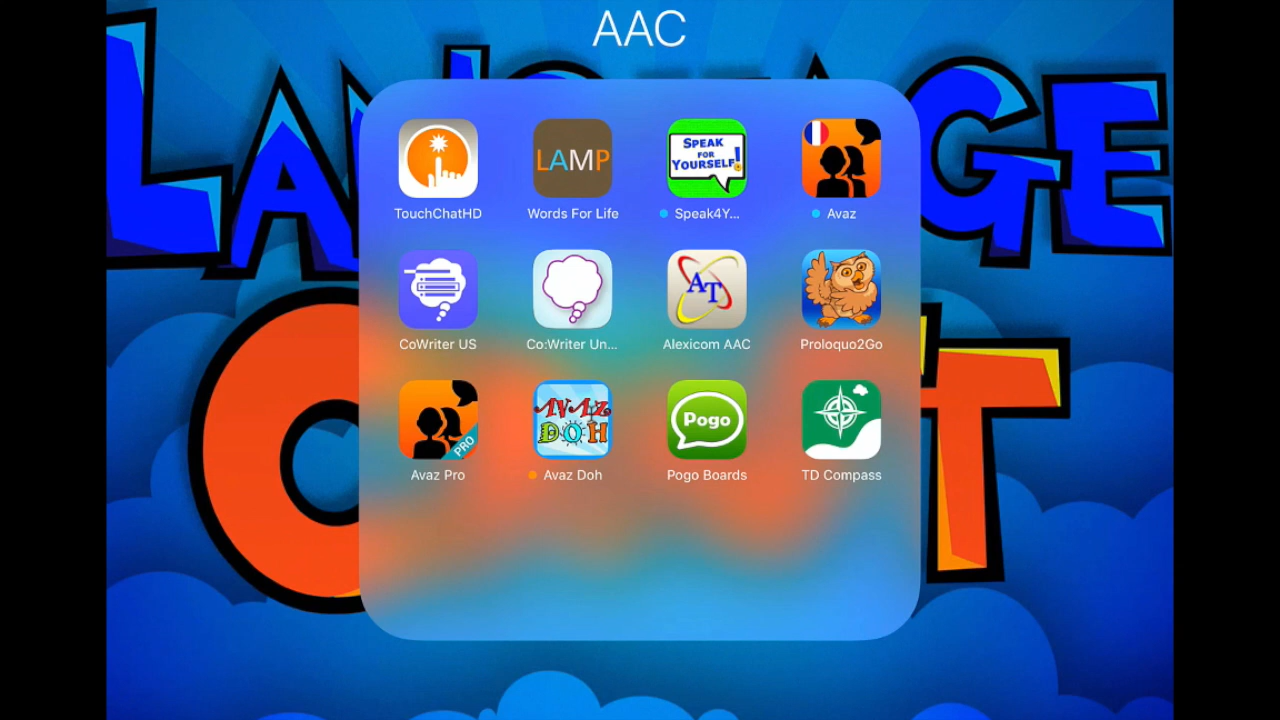 AAC
LANGUAGE
LAMP
SPEAK
FOR
YOURSELF!
TouchChatHD
Words For Life
Speak4Y...
Avaz
AT
CoWriter US
Co:Writer Un...
Alexicom AAC
Proloquo2Go
PRO
AVAZ
DOH
Pogo
Avaz Pro
Avaz Doh
Pogo Boards
TD Compass